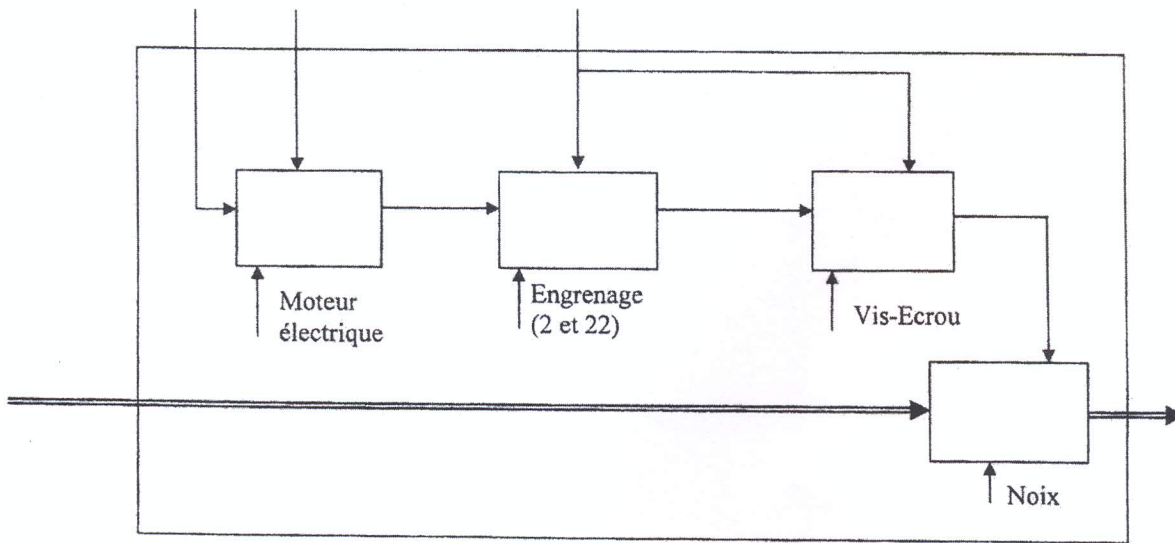 Moteur
électrique
Engrenage
(2 et 22)
Vis-Ecrou
Noix